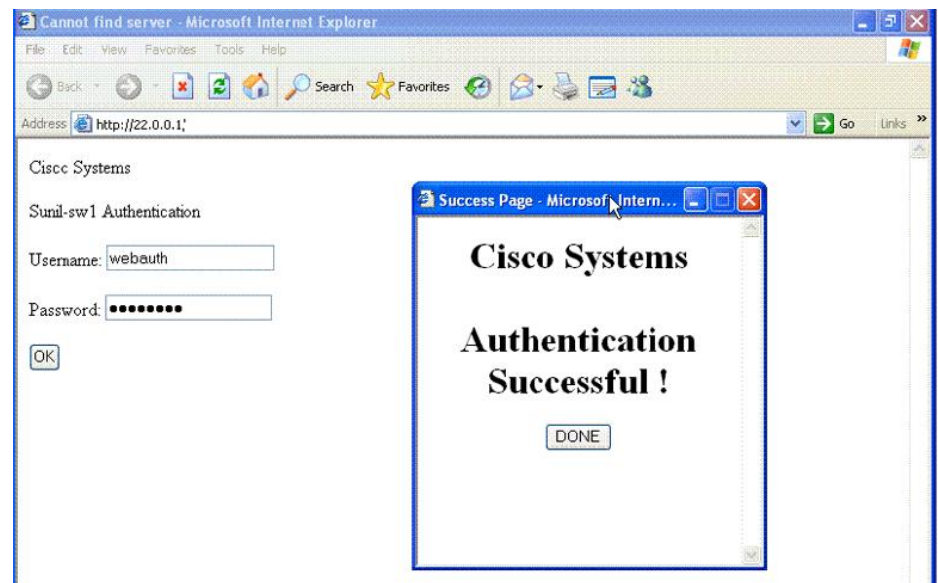 Cannot find server - Microsoft Internet Explorer
File Edit View Favorites Tools Help
Back Search Favorites
Address http://22.0.0.1,' Go Links »
Ciscc Systems
Sunil-sw1 Authentication
Username: webauth
Password: ••••••••
OK
Success Page - Microsoft Intern...
Cisco Systems
Authentication
Successful !
DONE